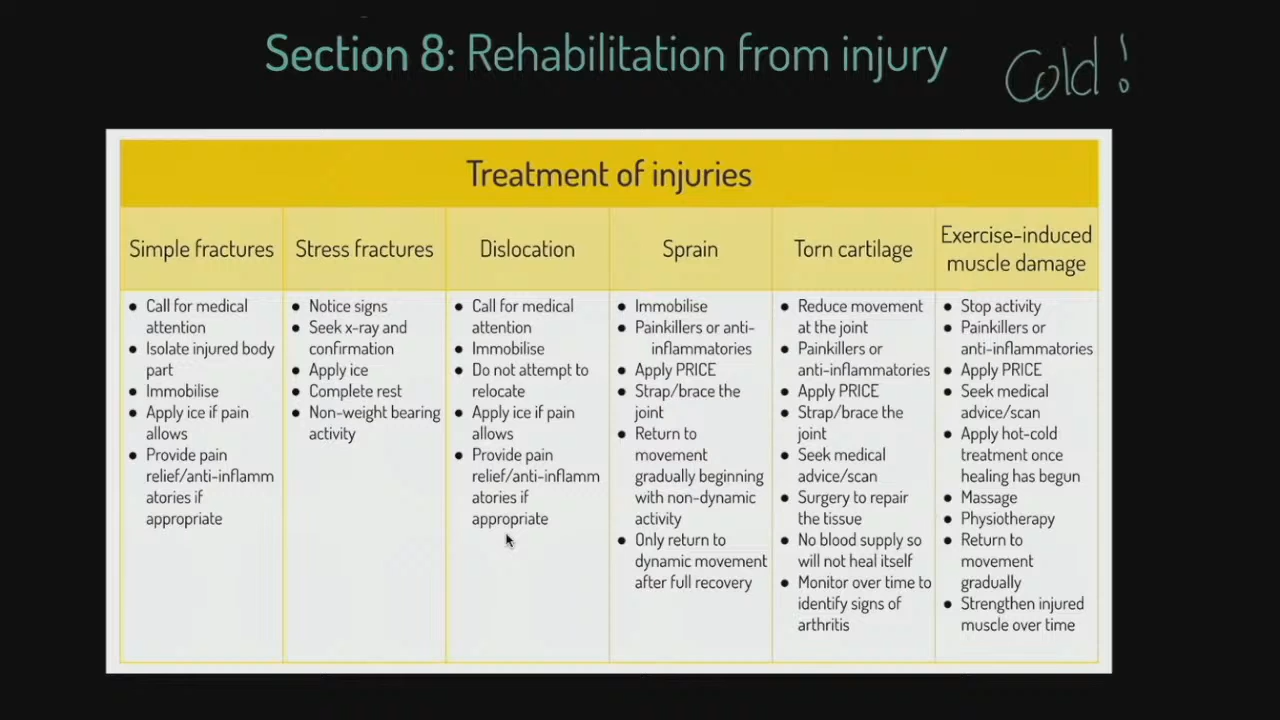 Section 8: Rehabilitation from injury
Cold!
Treatment of injuries
Simple fractures
Stress fractures
Dislocation
Sprain
Torn cartilage
Exercise-induced
muscle damage
● Call for medical
attention
● Isolate injured body
part
● Immobilise
● Apply ice if pain
allows
● Provide pain
relief/anti-inflamm
atories if
appropriate
● Notice signs
● Seek x-ray and
confirmation
● Apply ice
● Complete rest
● Non-weight bearing
activity
● Call for medical
attention
● Immobilise
● Do not attempt to
relocate
● Apply ice if pain
allows
● Provide pain
relief/anti-inflamm
atories if
appropriate
● Immobilise
● Painkillers or anti-
inflammatories
● Apply PRICE
● Strap/brace the
joint
● Return to
movement
gradually beginning
with non-dynamic
activity
● Only return to
dynamic movement
after full recovery
● Reduce movement
at the joint
● Painkillers or
anti-inflammatories
● Apply PRICE
● Strap/brace the
joint
● Seek medical
advice/scan
● Surgery to repair
the tissue
● No blood supply so
will not heal itself
● Monitor over time to
identify signs of
arthritis
● Stop activity
● Painkillers or
anti-inflammatories
● Apply PRICE
● Seek medical
advice/scan
● Apply hot-cold
treatment once
healing has begun
● Massage
● Physiotherapy
● Return to
movement
gradually
● Strengthen injured
muscle over time